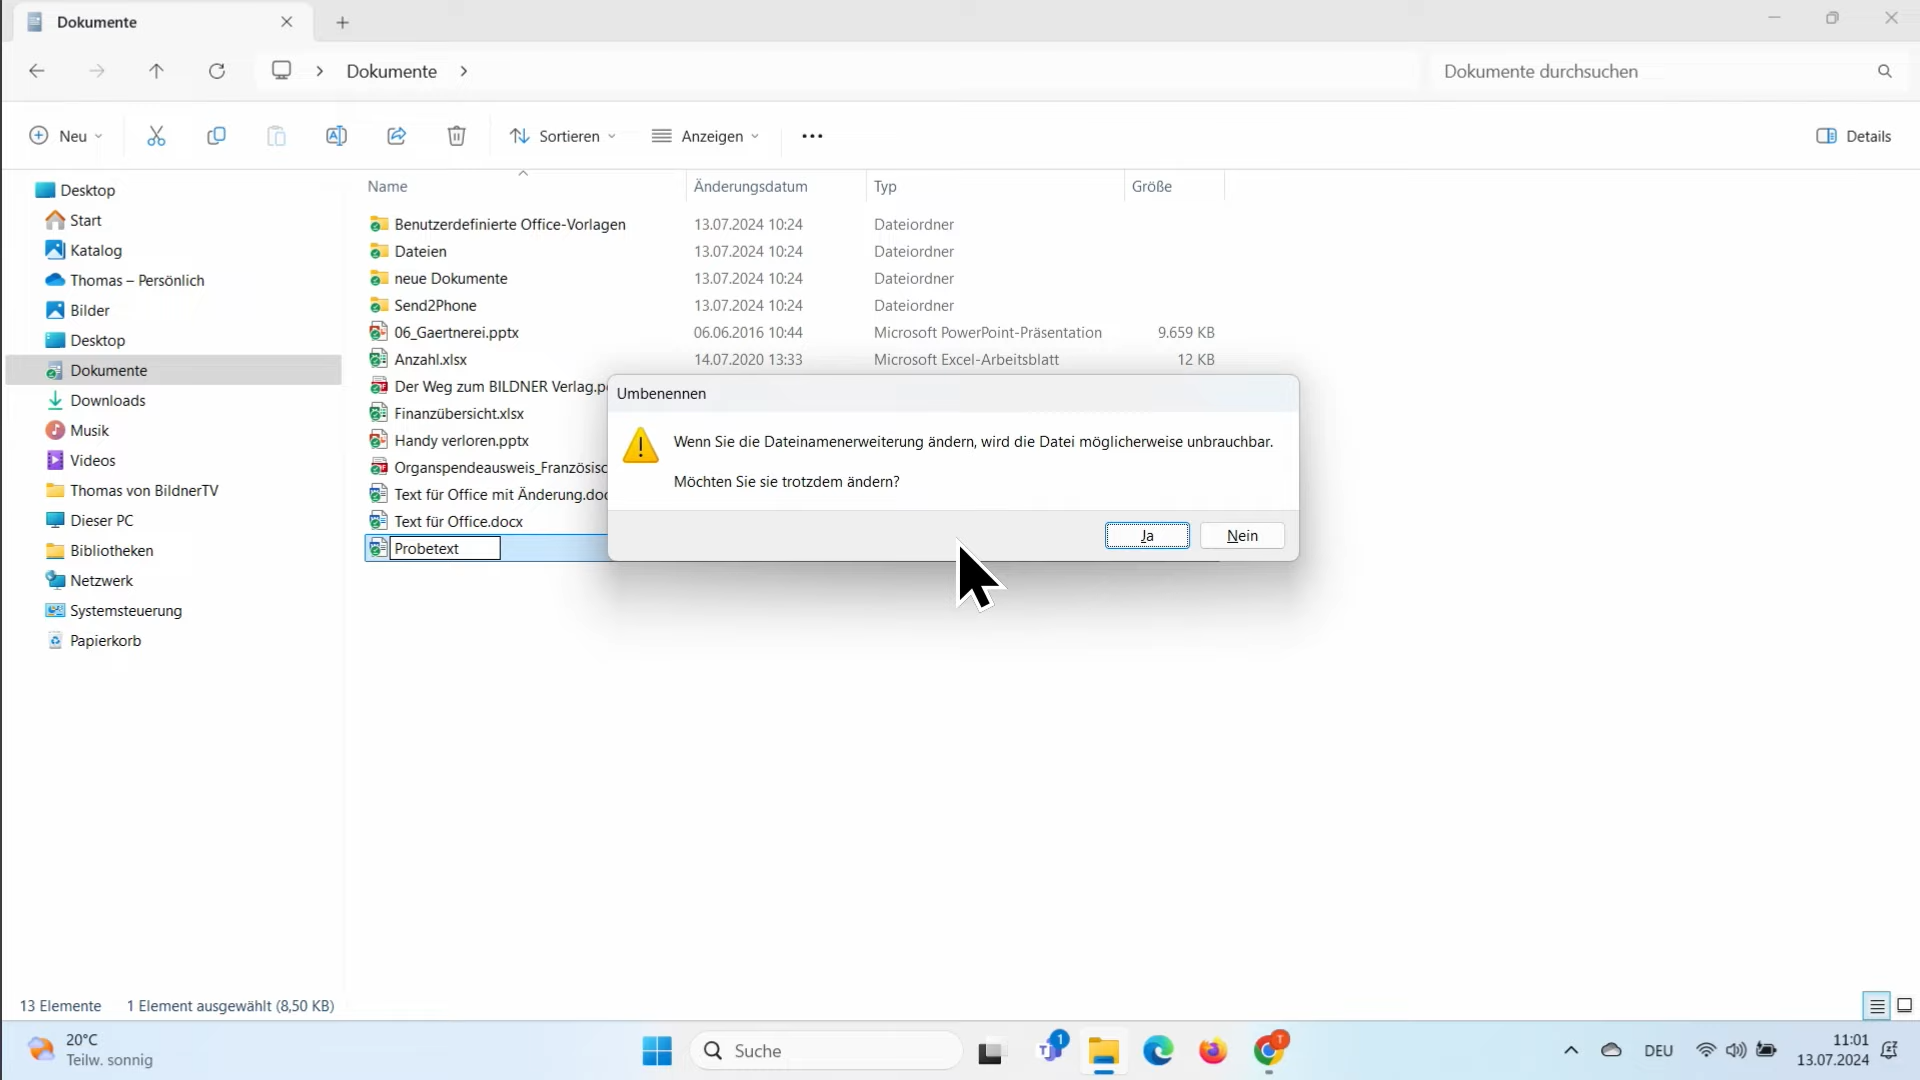 Dokumente
Dokumente
Dokumente durchsuchen
Neu
Sortieren
Anzeigen
Details
Name
Änderungsdatum
Typ
Größe
Desktop
Start
Katalog
Thomas – Persönlich
Bilder
Desktop
Dokumente
Downloads
Musik
Videos
Thomas von BildnerTV
Dieser PC
Bibliotheken
Netzwerk
Systemsteuerung
Papierkorb
Benutzerdefinierte Office-Vorlagen 13.07.2024 10:24 Dateiordner
Dateien 13.07.2024 10:24 Dateiordner
neue Dokumente 13.07.2024 10:24 Dateiordner
Send2Phone 13.07.2024 10:24 Dateiordner
06_Gaertnerei.pptx 06.06.2016 10:44 Microsoft PowerPoint-Präsentation 9.659 KB
Anzahl.xlsx 14.07.2020 13:33 Microsoft Excel-Arbeitsblatt 12 KB
Der Weg zum BILDNER Verlag.p
Finanzübersicht.xlsx
Handy verloren.pptx
Organspendeausweis_Französisc
Text für Office mit Änderung.doc
Text für Office.docx
Probetext
Umbenennen
Wenn Sie die Dateinamenerweiterung ändern, wird die Datei möglicherweise unbrauchbar.
Möchten Sie sie trotzdem ändern?
Ja
Nein
13 Elemente
1 Element ausgewählt (8,50 KB)
20°C
Teilw. sonnig
Suche
1
T
DEU
11:01
13.07.2024